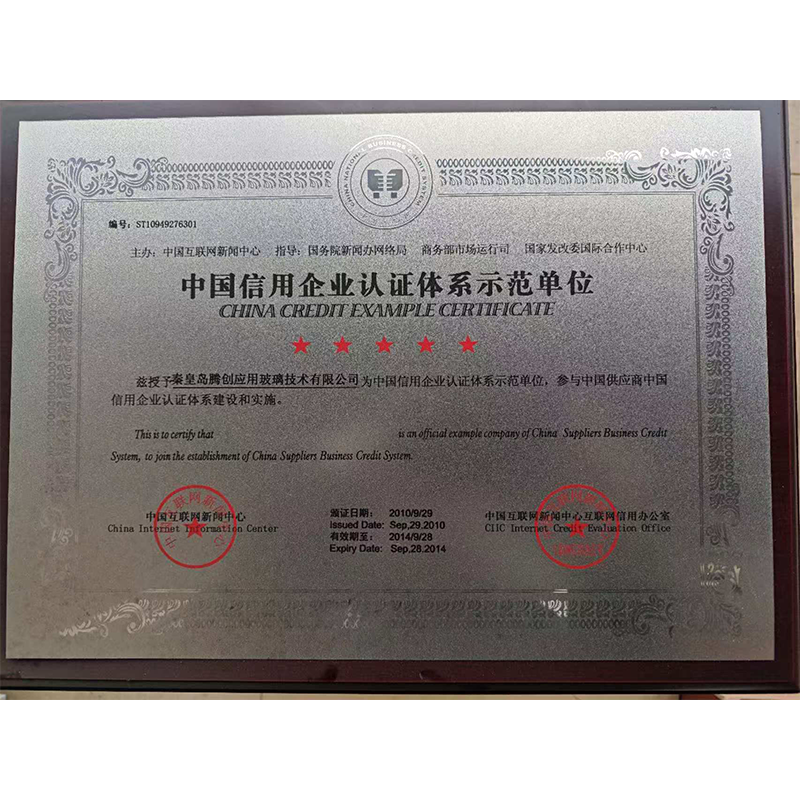 CHINA NATIONAL BUSINESS CREDIT SYSTEM
编号：ST10949276301
主办：中国互联网新闻中心 指导：国务院新闻办网络局 商务部市场运行司 国家发改委国际合作中心
中国信用企业认证体系示范单位
CHINA CREDIT EXAMPLE CERTIFICATE
兹授予秦皇岛腾创应用玻璃技术有限公司为中国信用企业认证体系示范单位，参与中国供应商中国
信用企业认证体系建设和实施。
This is to certify that is an official example company of China Suppliers Business Credit
System, to join the establishment of China Suppliers Business Credit System.
中国互联网新闻中心
China Internet Information Center
颁证日期： 2010/9/29
Issued Date: Sep,29,2010
有效期至： 2014/9/28
Expiry Date: Sep,28.2014
中国互联网新闻中心互联网信用办公室
CIIC Internet Credit Evaluation Office